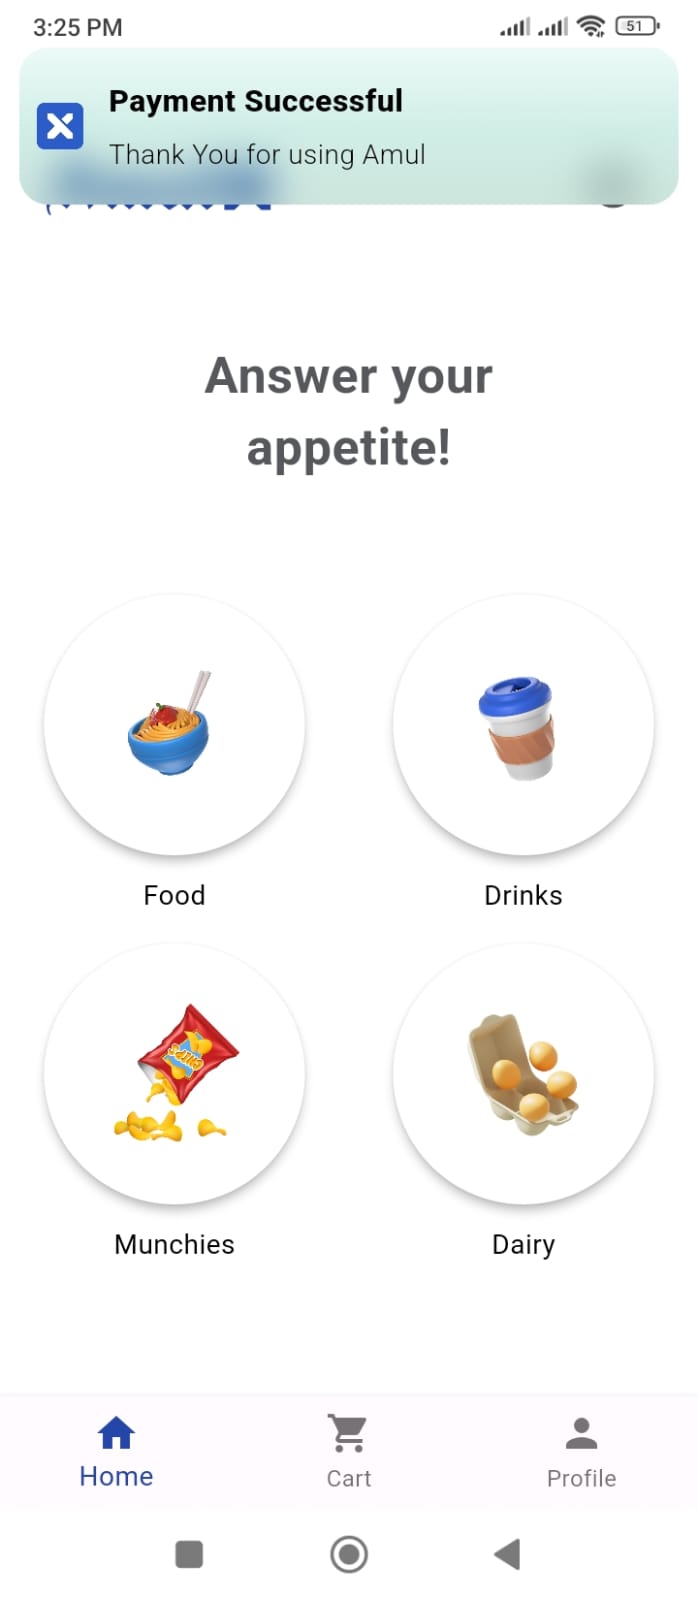 3:25 PM
51
Payment Successful
Thank You for using Amul
Answer your
appetite!
Food
Drinks
CHIPS
Munchies
Dairy
Home
Cart
Profile